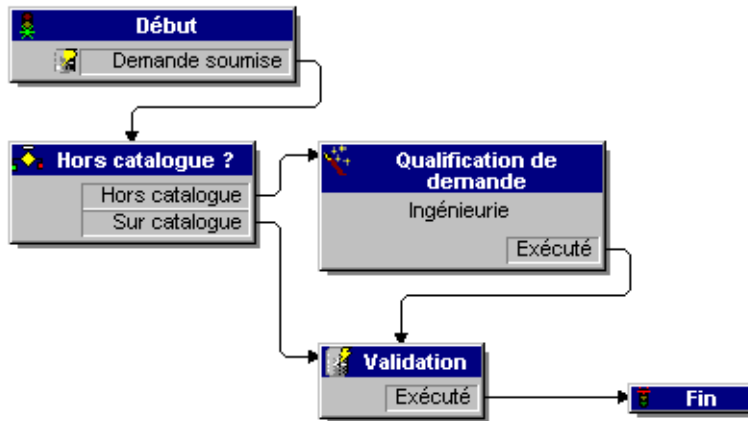 Début
Demande soumise
Hors catalogue ?
Hors catalogue
Sur catalogue
Qualification de
demande
Ingénieurie
Exécuté
Validation
Exécuté
Fin